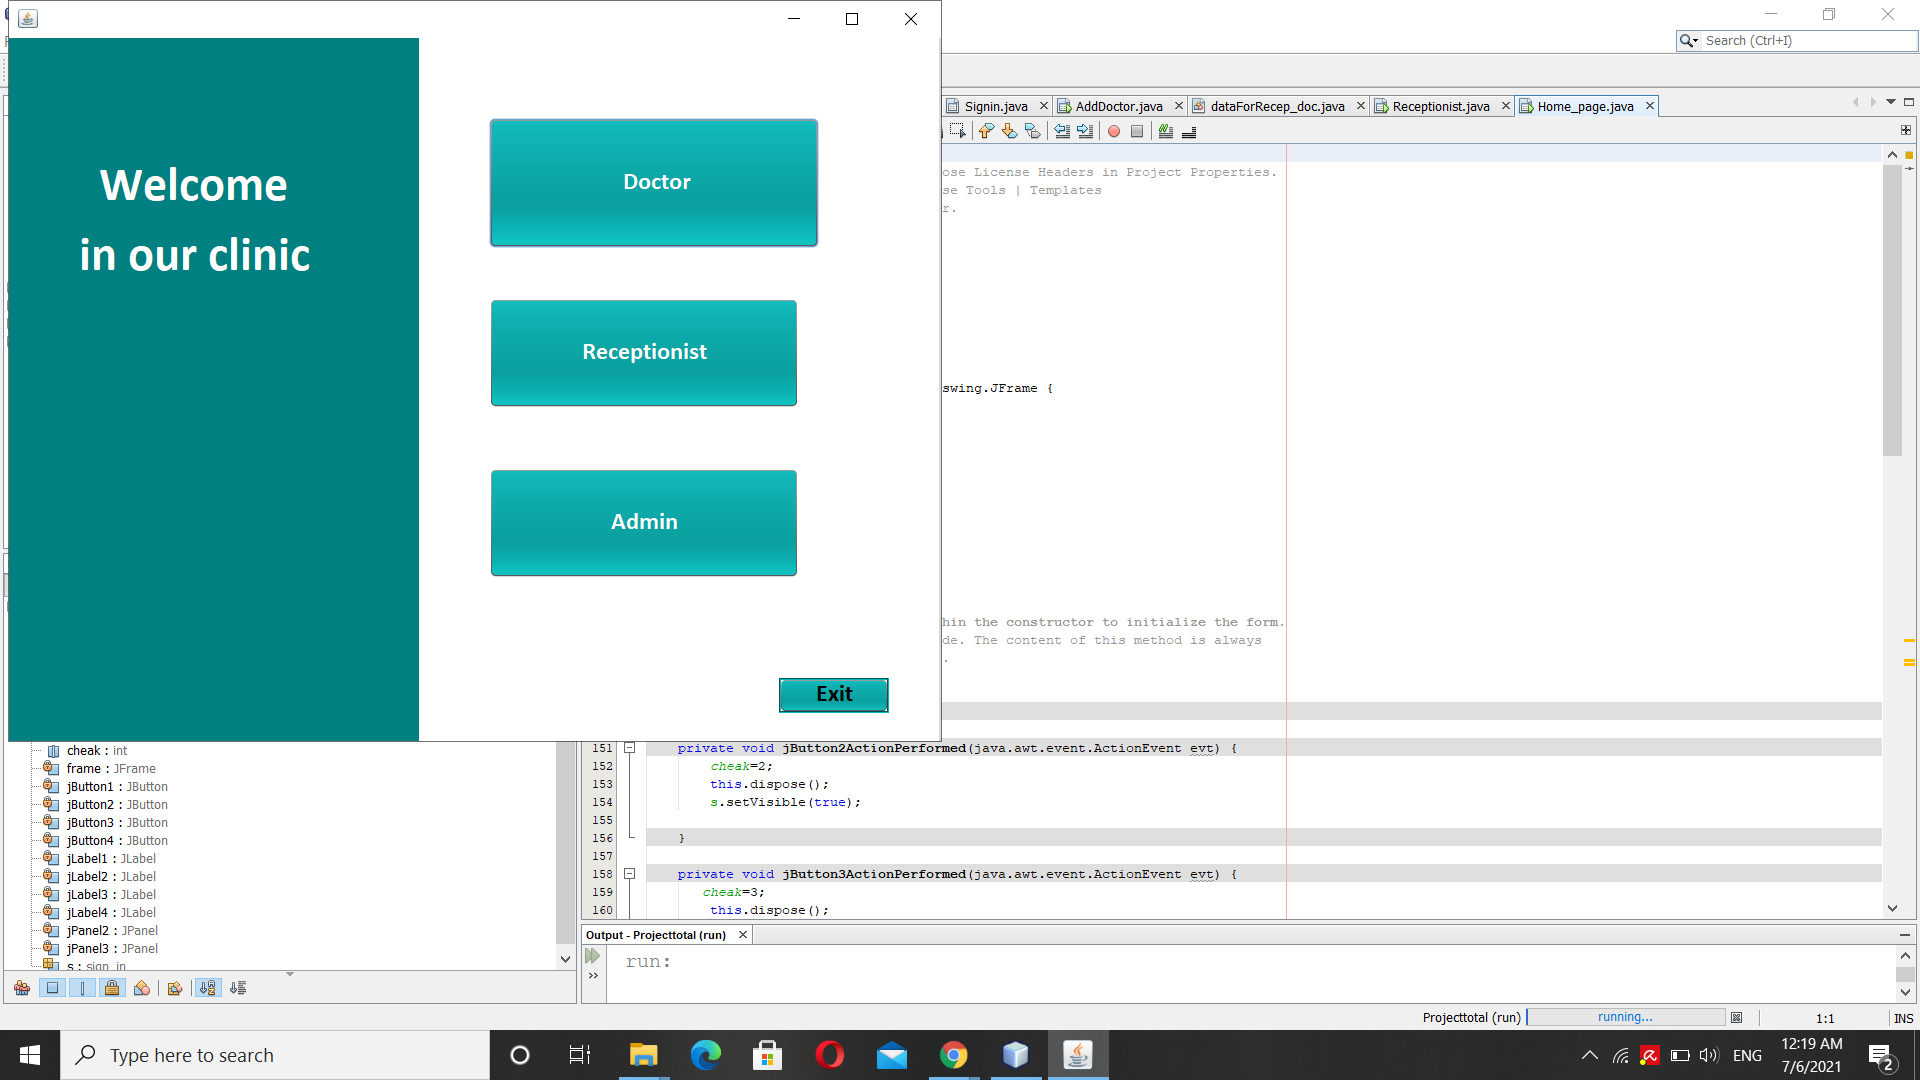 Welcome
in our clinic
Doctor
Receptionist
Admin
Exit
Search (Ctrl+I)
Signin.java
AddDoctor.java
dataForRecep_doc.java
Receptionist.java
Home_page.java
ose License Headers in Project Properties.
se Tools | Templates
r.
swing.JFrame {
hin the constructor to initialize the form.
de. The content of this method is always
.
151 private void jButton2ActionPerformed(java.awt.event.ActionEvent evt) {
152 cheak=2;
153 this.dispose();
154 s.setVisible(true);
155
156 }
157
158 private void jButton3ActionPerformed(java.awt.event.ActionEvent evt) {
159 cheak=3;
160 this.dispose();
cheak : int
frame : JFrame
jButton1 : JButton
jButton2 : JButton
jButton3 : JButton
jButton4 : JButton
jLabel1 : JLabel
jLabel2 : JLabel
jLabel3 : JLabel
jLabel4 : JLabel
jPanel2 : JPanel
jPanel3 : JPanel
s : sign_in
Output - Projecttotal (run)
run:
Projecttotal (run)
running...
1:1
INS
Type here to search
ENG
12:19 AM
7/6/2021
2